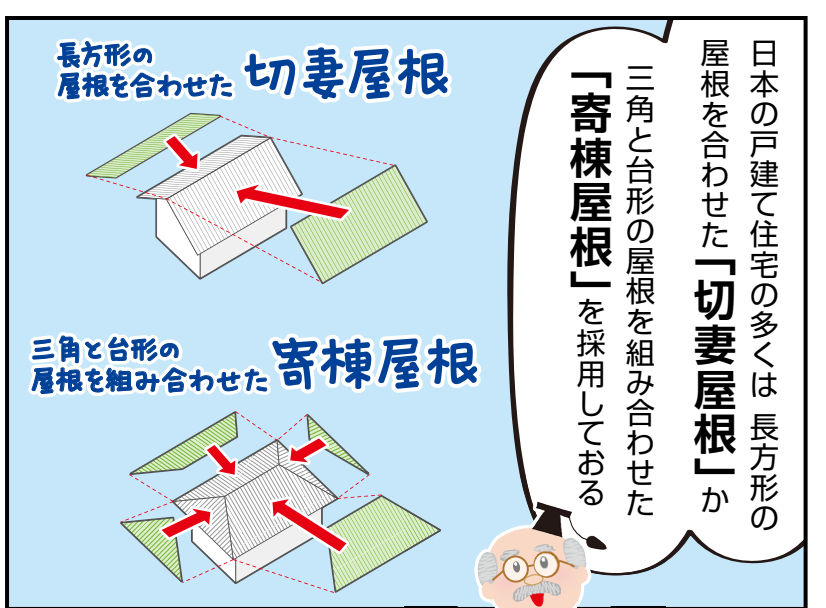 日本の戸建て住宅の多くは 長方形の
屋根を合わせた「切妻屋根」か
三角と台形の屋根を組み合わせた
「寄棟屋根」を採用しておる
長方形の
屋根を合わせた 切妻屋根
三角と台形の
屋根を組み合わせた 寄棟屋根